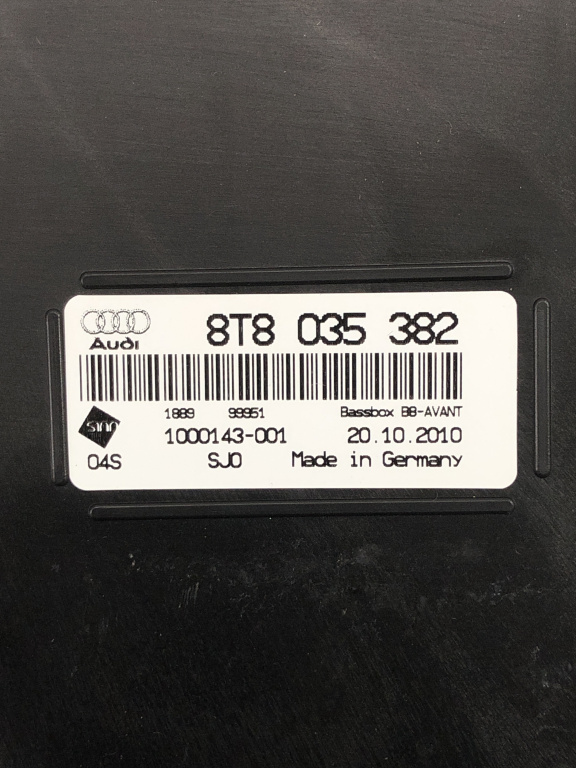 8T8 035 382
Audi
1889 99951 Bassbox B8-AVANT
1000143-001 20.10.2010
04S SJ0 Made in Germany